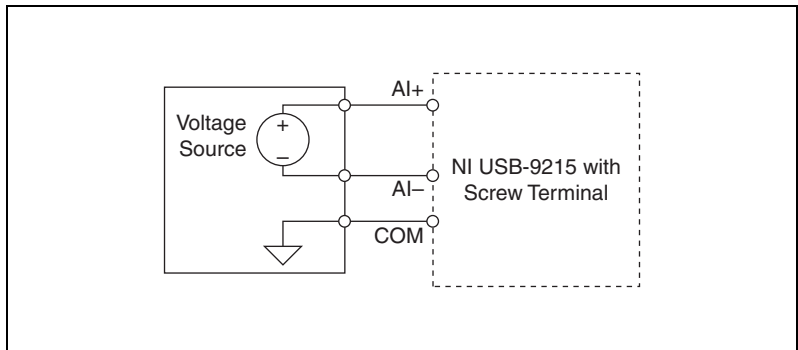 AI+
Voltage
Source
+
–
NI USB-9215 with
Screw Terminal
AI–
COM